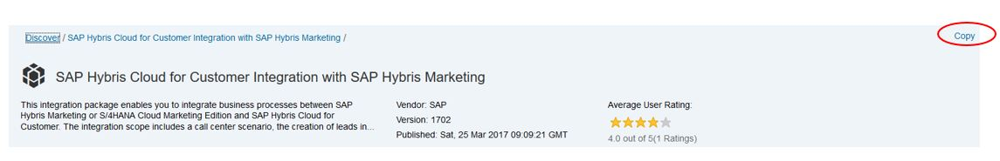 Discover / SAP Hybris Cloud for Customer Integration with SAP Hybris Marketing /
Copy
SAP Hybris Cloud for Customer Integration with SAP Hybris Marketing
This integration package enables you to integrate business processes between SAP
Hybris Marketing or S/4HANA Cloud Marketing Edition and SAP Hybris Cloud for
Customer. The integration scope includes a call center scenario, the creation of leads in...
Vendor: SAP
Version: 1702
Published: Sat, 25 Mar 2017 09:09:21 GMT
Average User Rating:
4.0 out of 5(1 Ratings)